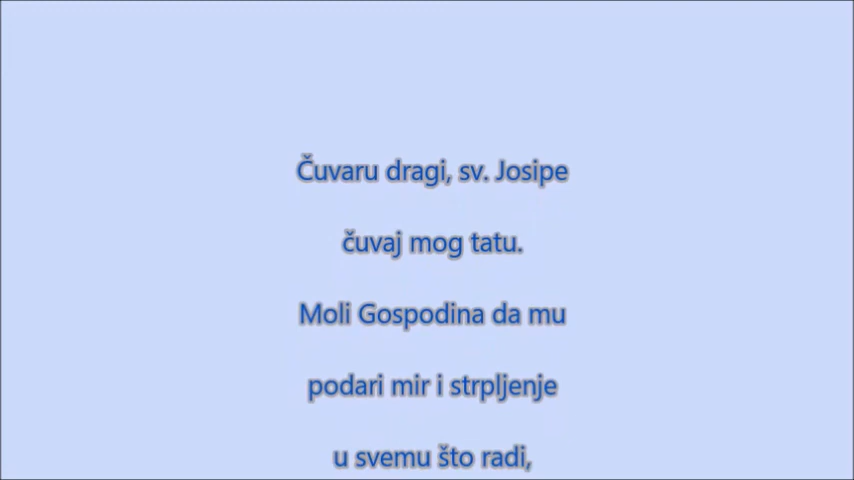 Čuvaru dragi, sv. Josipe
čuvaj mog tatu.
Moli Gospodina da mu
podari mir i strpljenje
u svemu što radi,